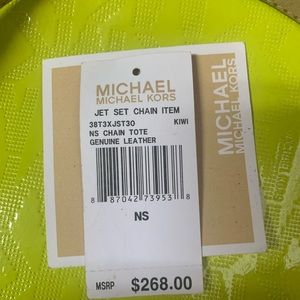 MICHAEL
MICHAEL KORS
JET SET CHAIN ITEM
38T3XJST3O KIWI
NS CHAIN TOTE
GENUINE LEATHER
8 87042 73953 8
NS
MSRP $268.00
MICHAEL
MICHAEL KORS